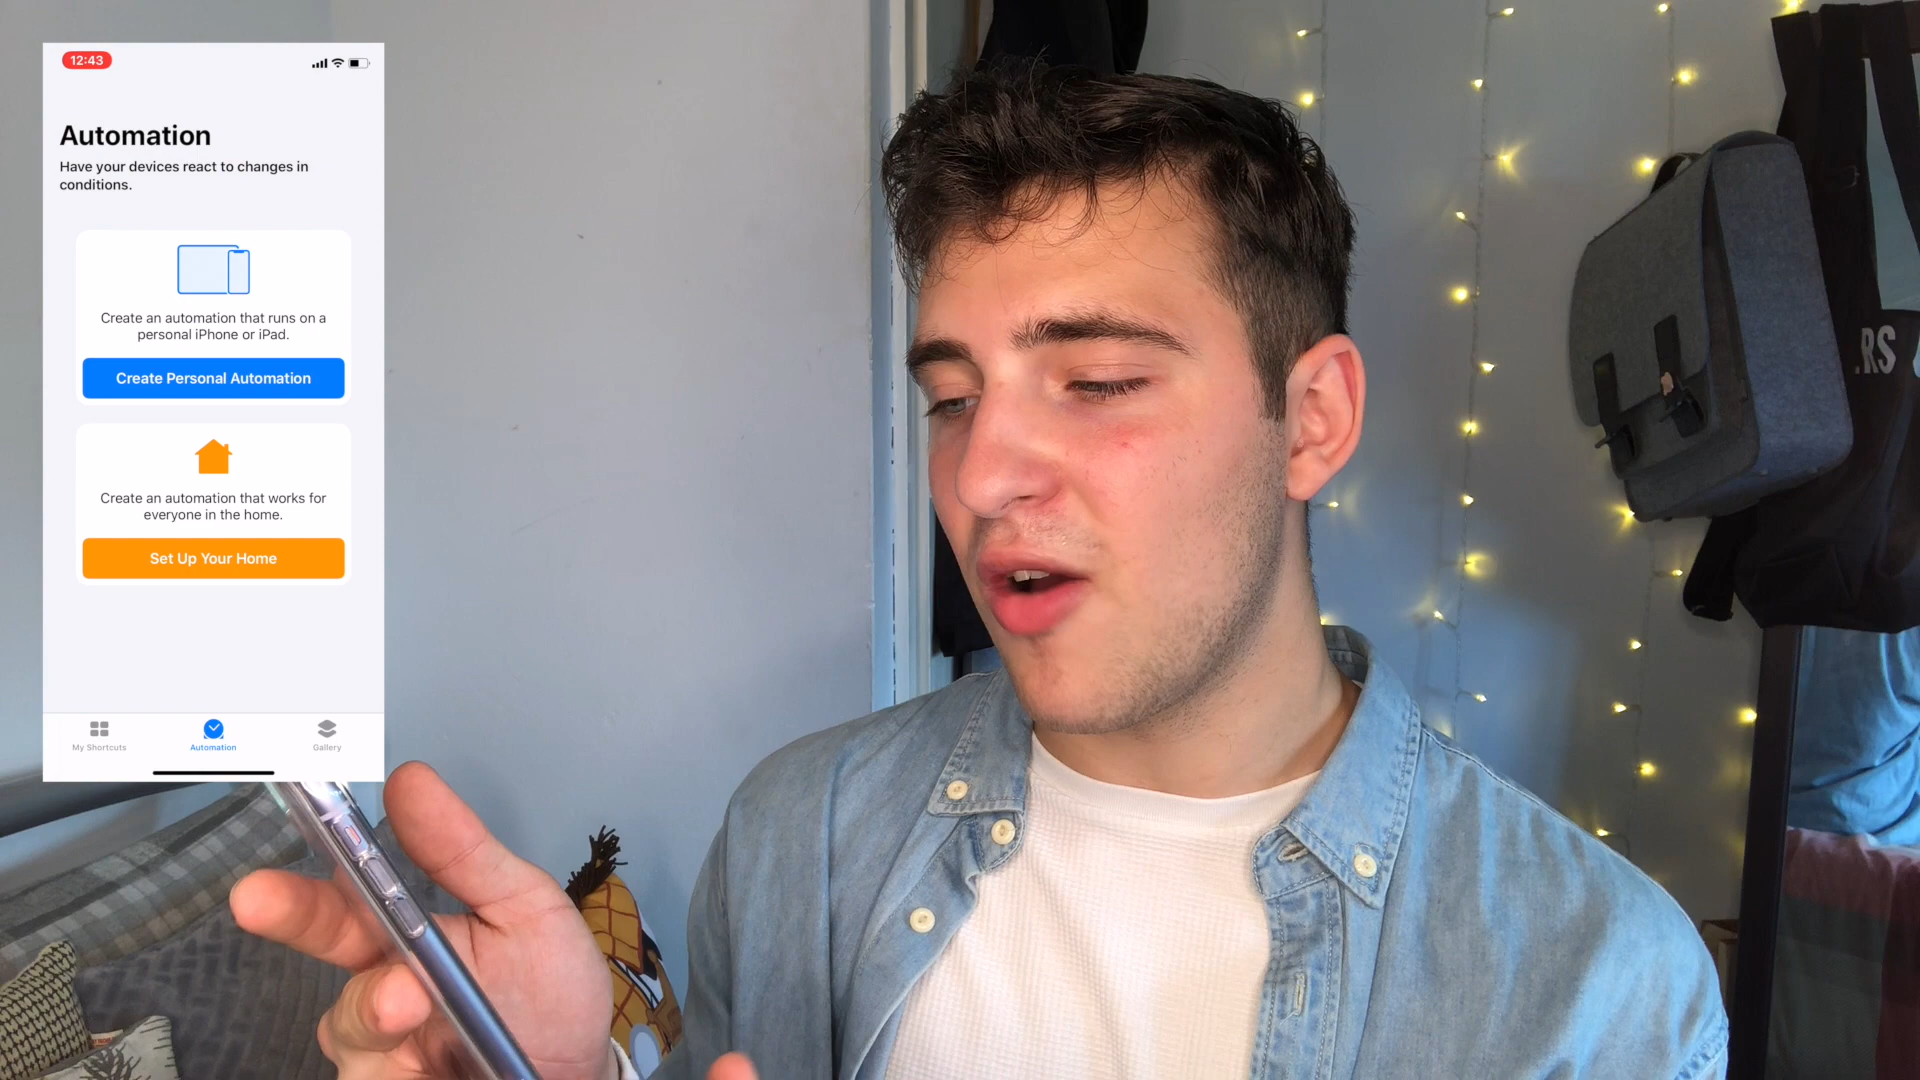 12:43
Automation
Have your devices react to changes in
conditions.
Create an automation that runs on a
personal iPhone or iPad.
Create Personal Automation
Create an automation that works for
everyone in the home.
Set Up Your Home
My Shortcuts
Automation
Gallery
RS